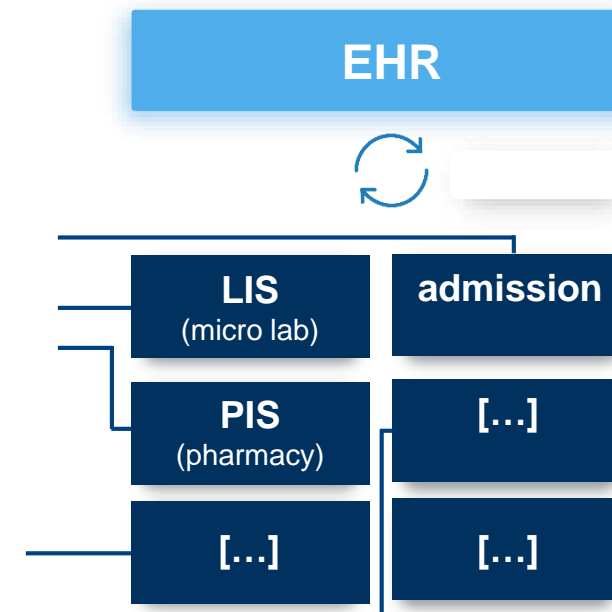 EHR
LIS
(micro lab)
admission
PIS
(pharmacy)
[…]
[…]
[…]